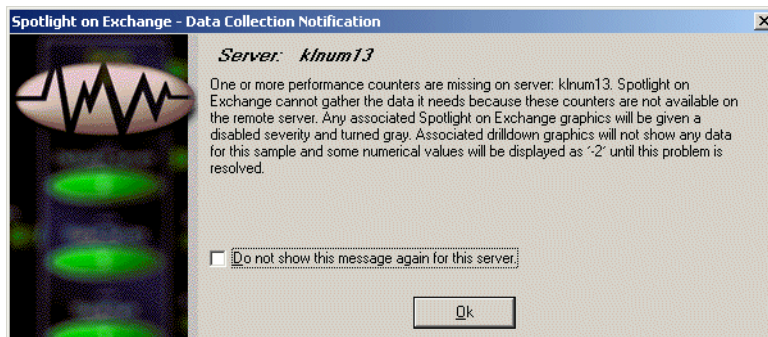 Spotlight on Exchange - Data Collection Notification
Server: klnum13
One or more performance counters are missing on server: klnum13. Spotlight on
Exchange cannot gather the data it needs because these counters are not available on
the remote server. Any associated Spotlight on Exchange graphics will be given a
disabled severity and turned gray. Associated drilldown graphics will not show any data
for this sample and some numerical values will be displayed as '-2' until this problem is
resolved.
Do not show this message again for this server.
Ok